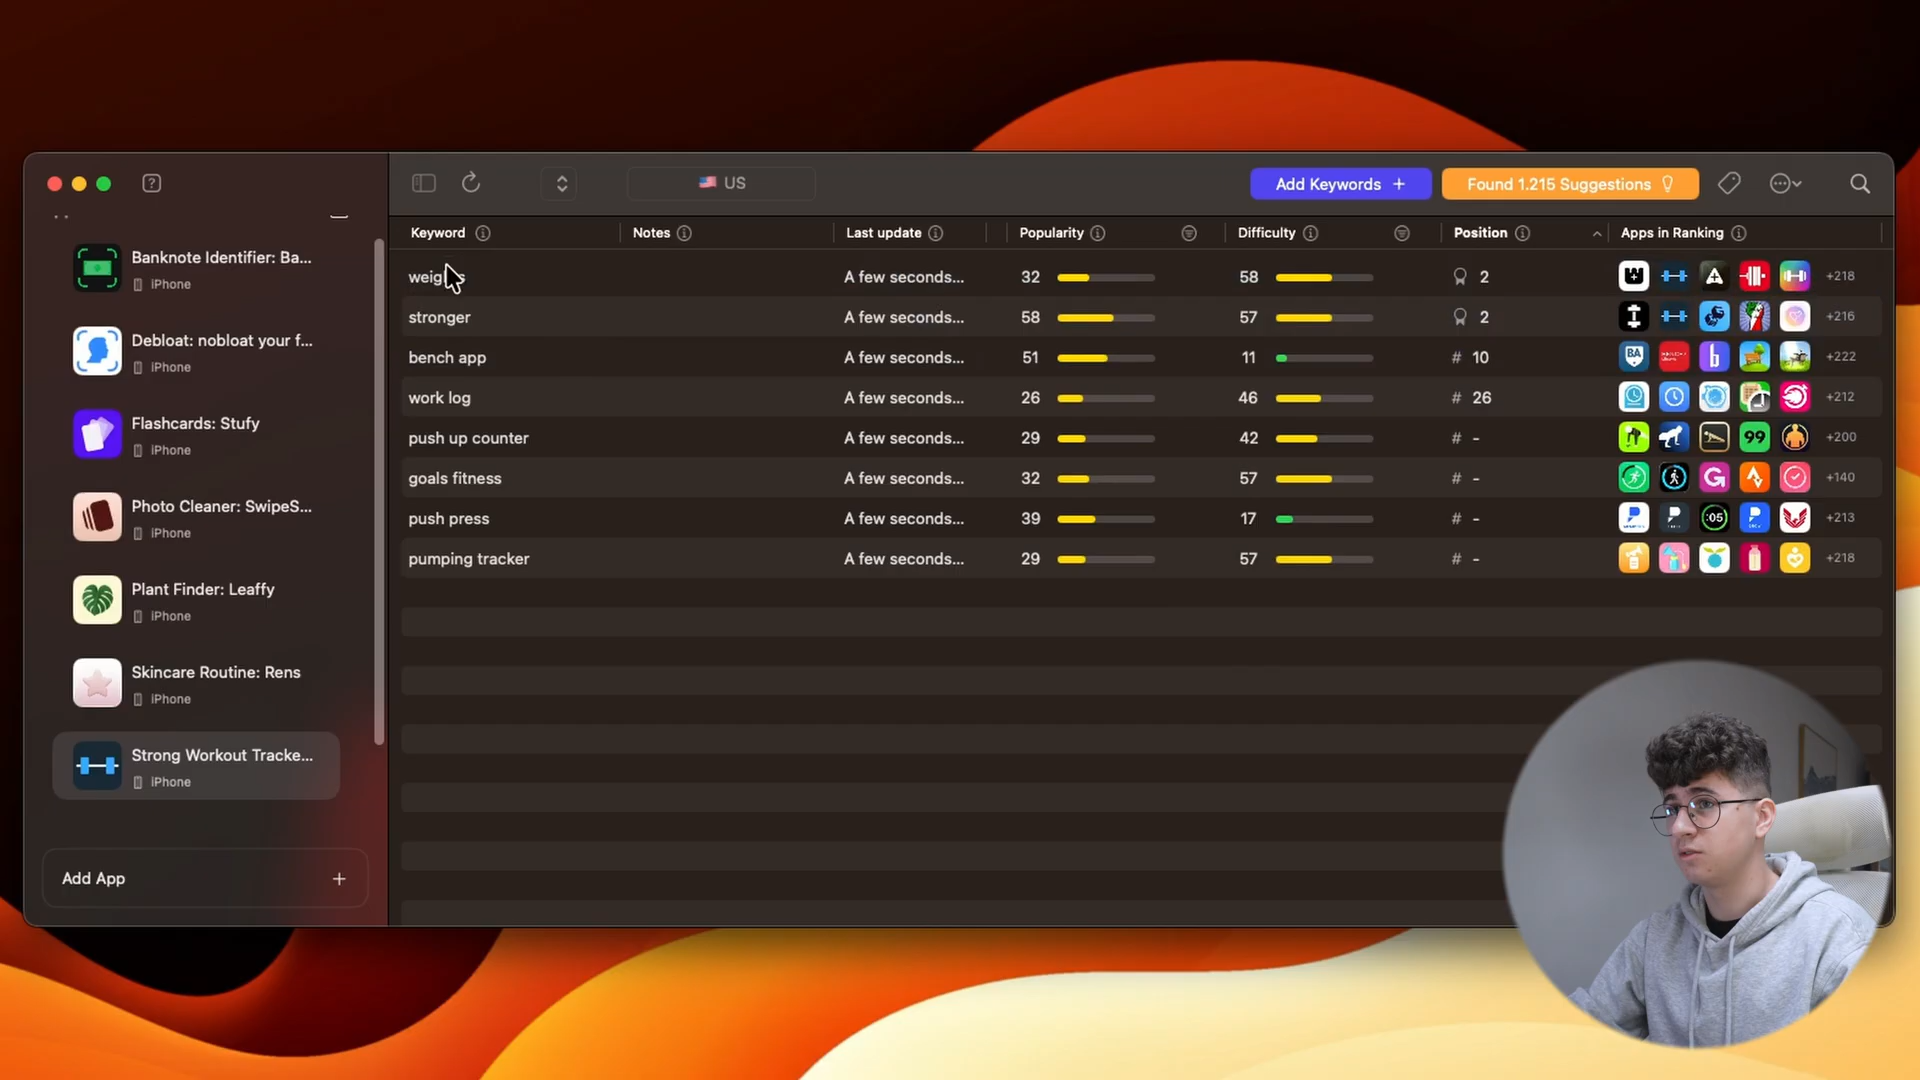 US
Add Keywords +
Found 1.215 Suggestions
Keyword
Notes
Last update
Popularity
Difficulty
Position
Apps in Ranking
A few seconds...
32
58
2
+218
stronger
A few seconds...
58
57
2
+216
bench app
A few seconds...
51
11
# 10
+222
work log
A few seconds...
26
46
# 26
+212
push up counter
A few seconds...
29
42
# -
99
+200
goals fitness
A few seconds...
32
57
# -
+140
push press
A few seconds...
39
17
# -
:05
+213
pumping tracker
A few seconds...
29
57
# -
+218
Banknote Identifier: Ba...
iPhone
Debloat: nobloat your f...
iPhone
Flashcards: Stufy
iPhone
Photo Cleaner: SwipeS...
iPhone
Plant Finder: Leaffy
iPhone
Skincare Routine: Rens
iPhone
Strong Workout Tracke...
iPhone
Add App +